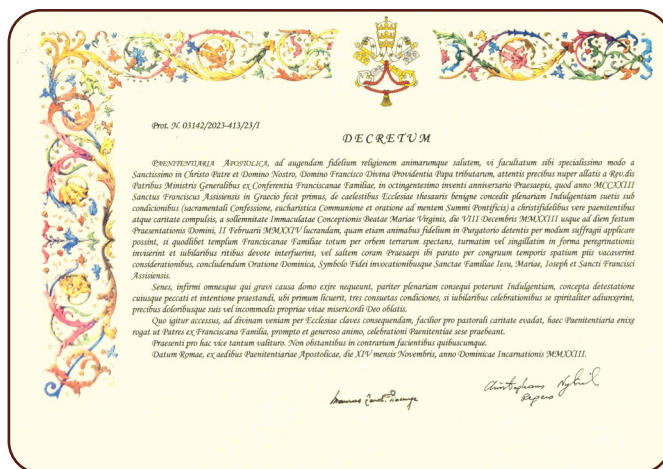 Prot. N. 03142/2023-413/23/I
DECRETUM
PAENITENTIARIA APOSTOLICA, ad augendam fidelium religionem animarumque salutem, vi facultatum sibi specialissimo modo a
Sanctissimo in Christo Patre et Domino Nostro, Domino Francisco Divina Providentia Papa tributarum, attentis precibus nuper allatis a Rev.dis
Patribus Ministris Generalibus ex Conferentia Franciscanae Familiae, in octingentesimo inventi anniversario Praesaepis, quod anno MCCXXIII
Sanctus Franciscus Assisiensis in Graecio fecit primus, de caelestibus Ecclesiae thesauris benigne concedit plenariam Indulgentiam suetis sub
condicionibus (sacramentali Confessione, eucharistica Communione et oratione ad mentem Summi Pontificis) a christifidelibus vere paenitentibus
atque caritate compulsis, a sollemnitate Immaculatae Conceptionis Beatae Mariae Virginis, die VIII Decembris MMXXIII usque ad diem festum
Praesentationis Domini, II Februarii MMXXIV lucrandam, quam etiam animabus fidelium in Purgatorio detentis per modum suffragii applicare
possint, si quodlibet templum Franciscanae Familiae totum per orbem terrarum spectans, turmatim vel singillatim in forma peregrinationis
inviserint et iubilaribus ritibus devote interfuerint, vel saltem coram Praesaepi ibi parato per congruum temporis spatium piis vacaverint
considerationibus, concludendum Oratione Dominica, Symbolo Fidei invocationibusque Sanctae Familiae Iesu, Mariae, Ioseph et Sancti Francisci
Assisiensis.
Senes, infirmi omnesque qui gravi causa domo exire nequeunt, pariter plenariam consequi poterunt Indulgentiam, concepta detestatione
cuiusque peccati et intentione praestandi, ubi primum licuerit, tres consuetas condiciones, si iubilaribus celebrationibus se spiritaliter adiunxerint,
precibus doloribusque suis vel incommodis propriae vitae misericordi Deo oblatis.
Quo igitur accessus, ad divinam veniam per Ecclesiae claves consequendam, facilior pro pastorali caritate evadat, haec Paenitentiaria enixe
rogat ut Patres ex Franciscana Familia, prompto et generoso animo, celebrationi Paenitentiae sese praebeant.
Praesenti pro hac vice tantum valituro. Non obstantibus in contrarium facientibus quibuscumque.
Datum Romae, ex aedibus Paenitentiariae Apostolicae, die XIV mensis Novembris, anno Dominicae Incarnationis MMXXIII.